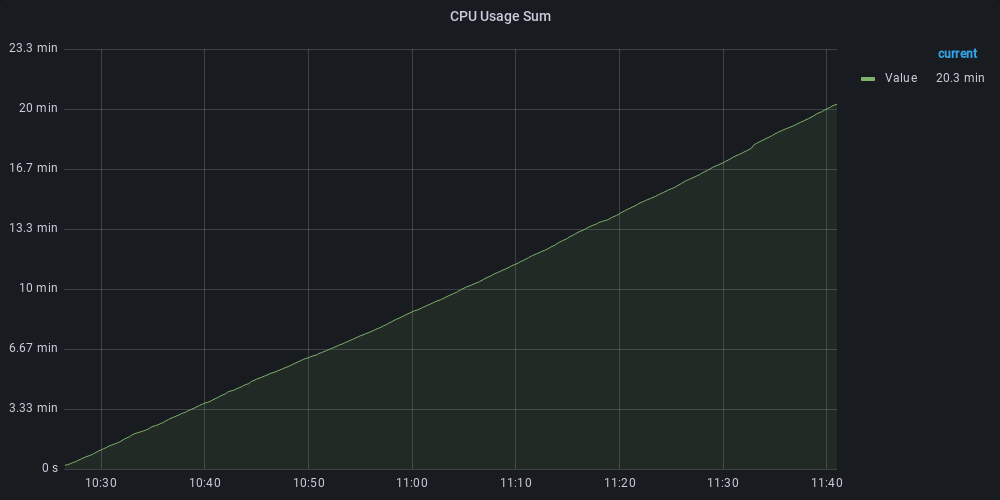 CPU Usage Sum
23.3 min
20 min
16.7 min
13.3 min
10 min
6.67 min
3.33 min
0 s
10:30 10:40 10:50 11:00 11:10 11:20 11:30 11:40
current
Value 20.3 min